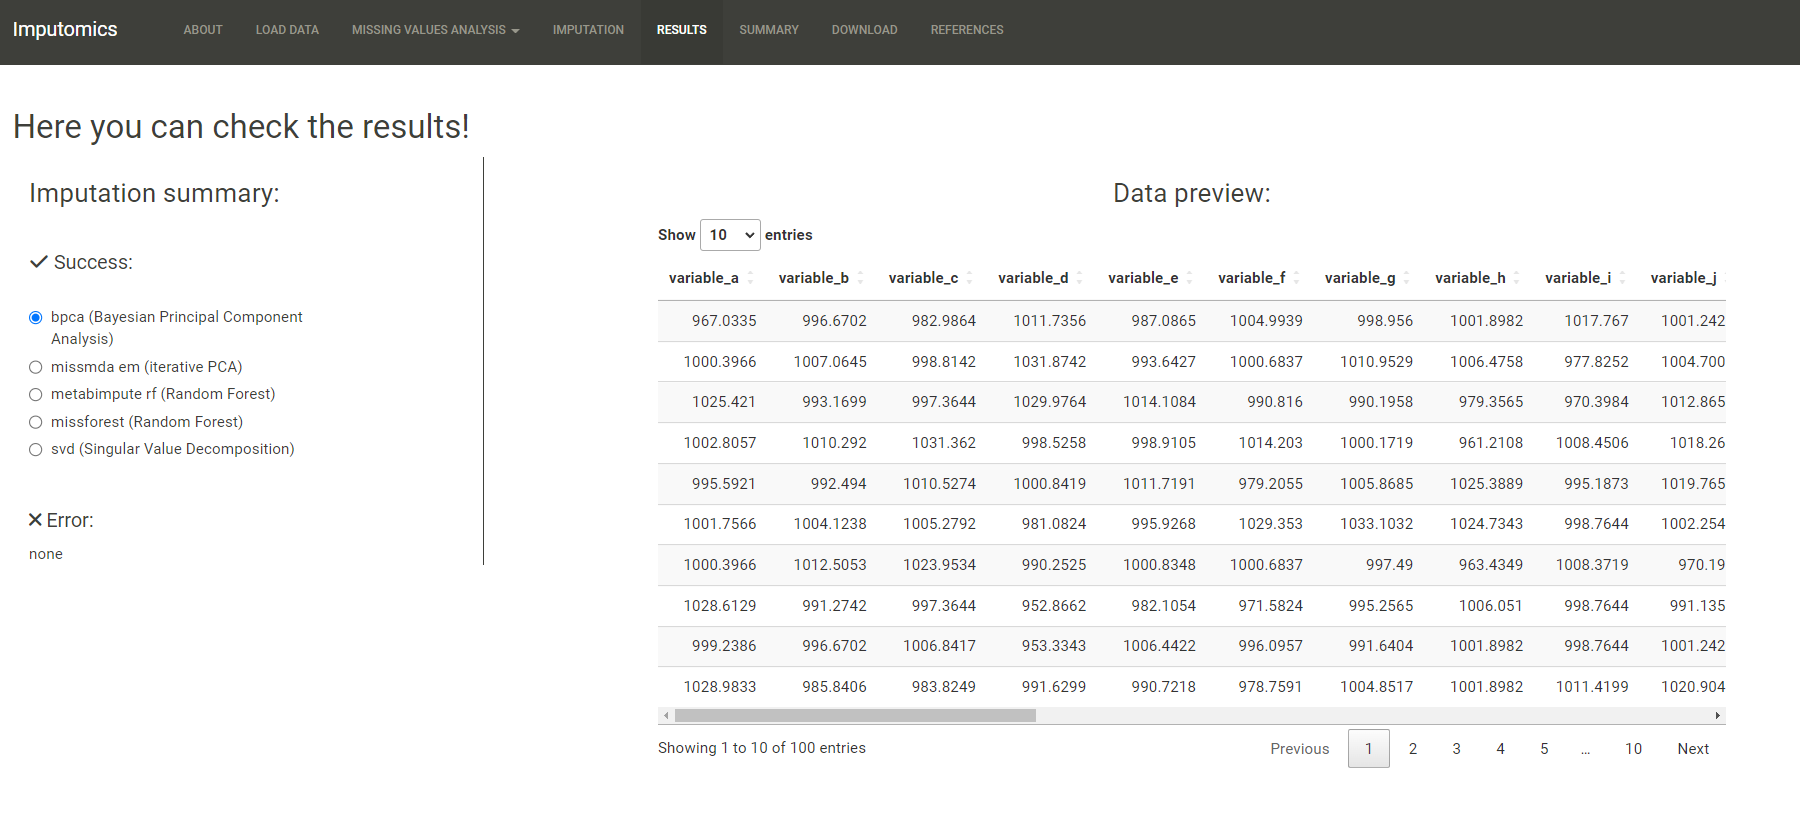 Imputomics ABOUT LOAD DATA MISSING VALUES ANALYSIS IMPUTATION RESULTS SUMMARY DOWNLOAD REFERENCES
Here you can check the results!
Imputation summary:
Success:
bpca (Bayesian Principal Component
Analysis)
missmda em (iterative PCA)
metabimpute rf (Random Forest)
missforest (Random Forest)
svd (Singular Value Decomposition)
Error:
none
Data preview:
Show 10 entries
variable_a variable_b variable_c variable_d variable_e variable_f variable_g variable_h variable_i variable_j
967.0335 996.6702 982.9864 1011.7356 987.0865 1004.9939 998.956 1001.8982 1017.767 1001.242
1000.3966 1007.0645 998.8142 1031.8742 993.6427 1000.6837 1010.9529 1006.4758 977.8252 1004.700
1025.421 993.1699 997.3644 1029.9764 1014.1084 990.816 990.1958 979.3565 970.3984 1012.865
1002.8057 1010.292 1031.362 998.5258 998.9105 1014.203 1000.1719 961.2108 1008.4506 1018.26
995.5921 992.494 1010.5274 1000.8419 1011.7191 979.2055 1005.8685 1025.3889 995.1873 1019.765
1001.7566 1004.1238 1005.2792 981.0824 995.9268 1029.353 1033.1032 1024.7343 998.7644 1002.254
1000.3966 1012.5053 1023.9534 990.2525 1000.8348 1000.6837 997.49 963.4349 1008.3719 970.19
1028.6129 991.2742 997.3644 952.8662 982.1054 971.5824 995.2565 1006.051 998.7644 991.135
999.2386 996.6702 1006.8417 953.3343 1006.4422 996.0957 991.6404 1001.8982 998.7644 1001.242
1028.9833 985.8406 983.8249 991.6299 990.7218 978.7591 1004.8517 1001.8982 1011.4199 1020.904
Showing 1 to 10 of 100 entries
Previous 1 2 3 4 5 … 10 Next